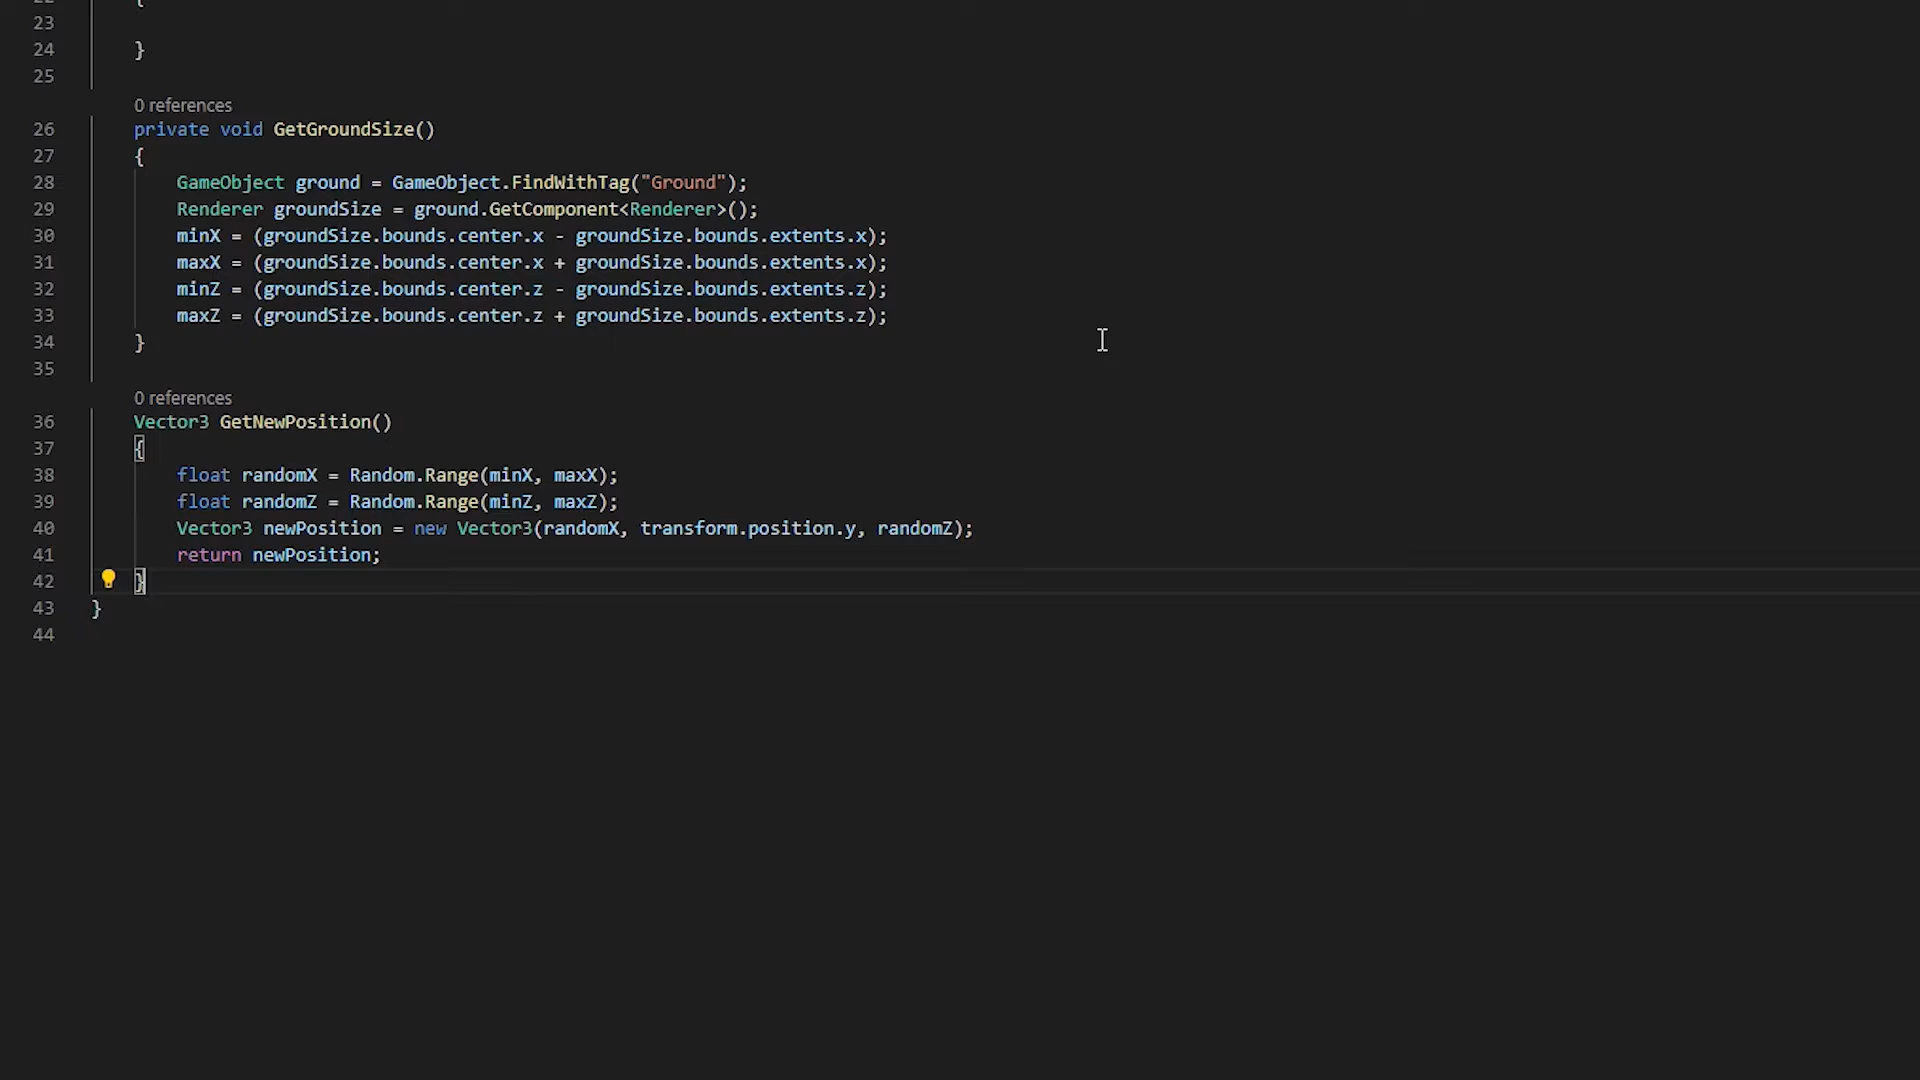 22 {
23
24 }
25
0 references
26 private void GetGroundSize()
27 {
28 GameObject ground = GameObject.FindWithTag("Ground");
29 Renderer groundSize = ground.GetComponent<Renderer>();
30 minX = (groundSize.bounds.center.x - groundSize.bounds.extents.x);
31 maxX = (groundSize.bounds.center.x + groundSize.bounds.extents.x);
32 minZ = (groundSize.bounds.center.z - groundSize.bounds.extents.z);
33 maxZ = (groundSize.bounds.center.z + groundSize.bounds.extents.z);
34 }
35
0 references
36 Vector3 GetNewPosition()
37 {
38 float randomX = Random.Range(minX, maxX);
39 float randomZ = Random.Range(minZ, maxZ);
40 Vector3 newPosition = new Vector3(randomX, transform.position.y, randomZ);
41 return newPosition;
42 }
43 }
44